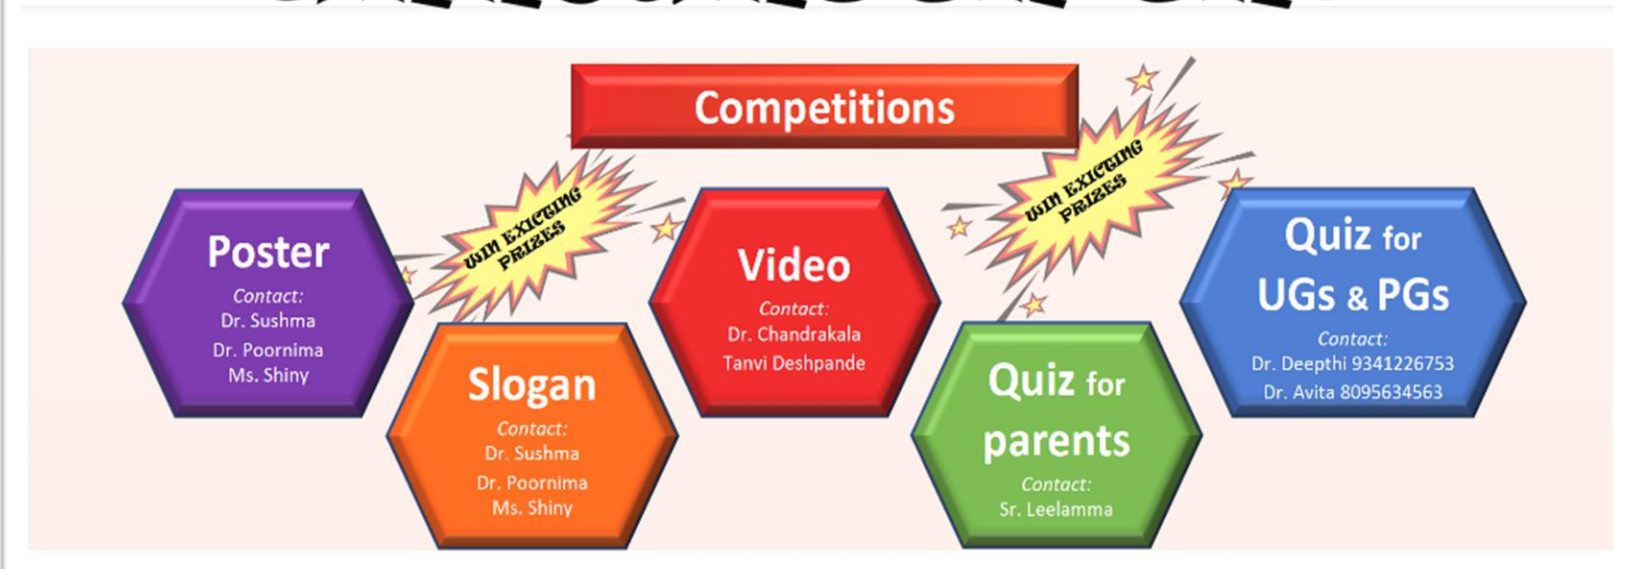 Competitions
WIN EXICTING
PRIZES
WIN EXICTING
PRIZES
Poster
Contact:
Dr. Sushma
Dr. Poornima
Ms. Shiny
Slogan
Contact:
Dr. Sushma
Dr. Poornima
Ms. Shiny
Video
Contact:
Dr. Chandrakala
Tanvi Deshpande
Quiz for
parents
Contact:
Sr. Leelamma
Quiz for
UGs & PGs
Contact:
Dr. Deepthi 9341226753
Dr. Avita 8095634563